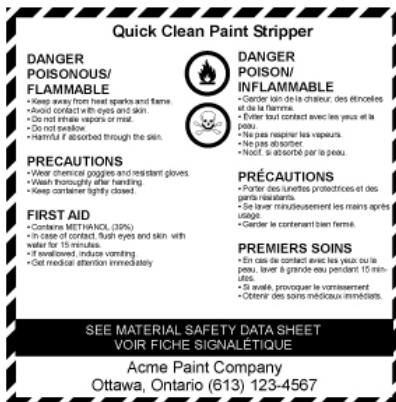 Quick Clean Paint Stripper
DANGER
POISONOUS/
FLAMMABLE
• Keep away from heat sparks and flame.
• Avoid contact with eyes and skin.
• Do not inhale vapors or mist.
• Do not swallow.
• Harmful if absorbed through the skin.
PRECAUTIONS
• Wear chemical goggles and resistant gloves.
• Wash thoroughly after handling.
• Keep container tightly closed.
FIRST AID
• Contains METHANOL (39%)
• In case of contact, flush eyes and skin with
water for 15 minutes.
• If swallowed, induce vomiting.
• Get medical attention immediately
DANGER
POISON/
INFLAMMABLE
• Garder loin de la chaleur, des étincelles
et de la flamme.
• Éviter tout contact avec les yeux et la
peau.
• Ne pas respirer les vapeurs.
• Ne pas absorber.
• Nocif, si absorbé par la peau.
PRÉCAUTIONS
• Porter des lunettes protectrices et des
gants résistants.
• Se laver minutieusement les mains après
usage.
• Garder le contenant bien fermé.
PREMIERS SOINS
• En cas de contact avec les yeux ou la
peau, laver à grande eau pendant 15 min-
utes.
• Si avalé, provoquer le vomissement
• Obtenir des soins médicaux immédiats.
SEE MATERIAL SAFETY DATA SHEET
VOIR FICHE SIGNALÉTIQUE
Acme Paint Company
Ottawa, Ontario (613) 123-4567